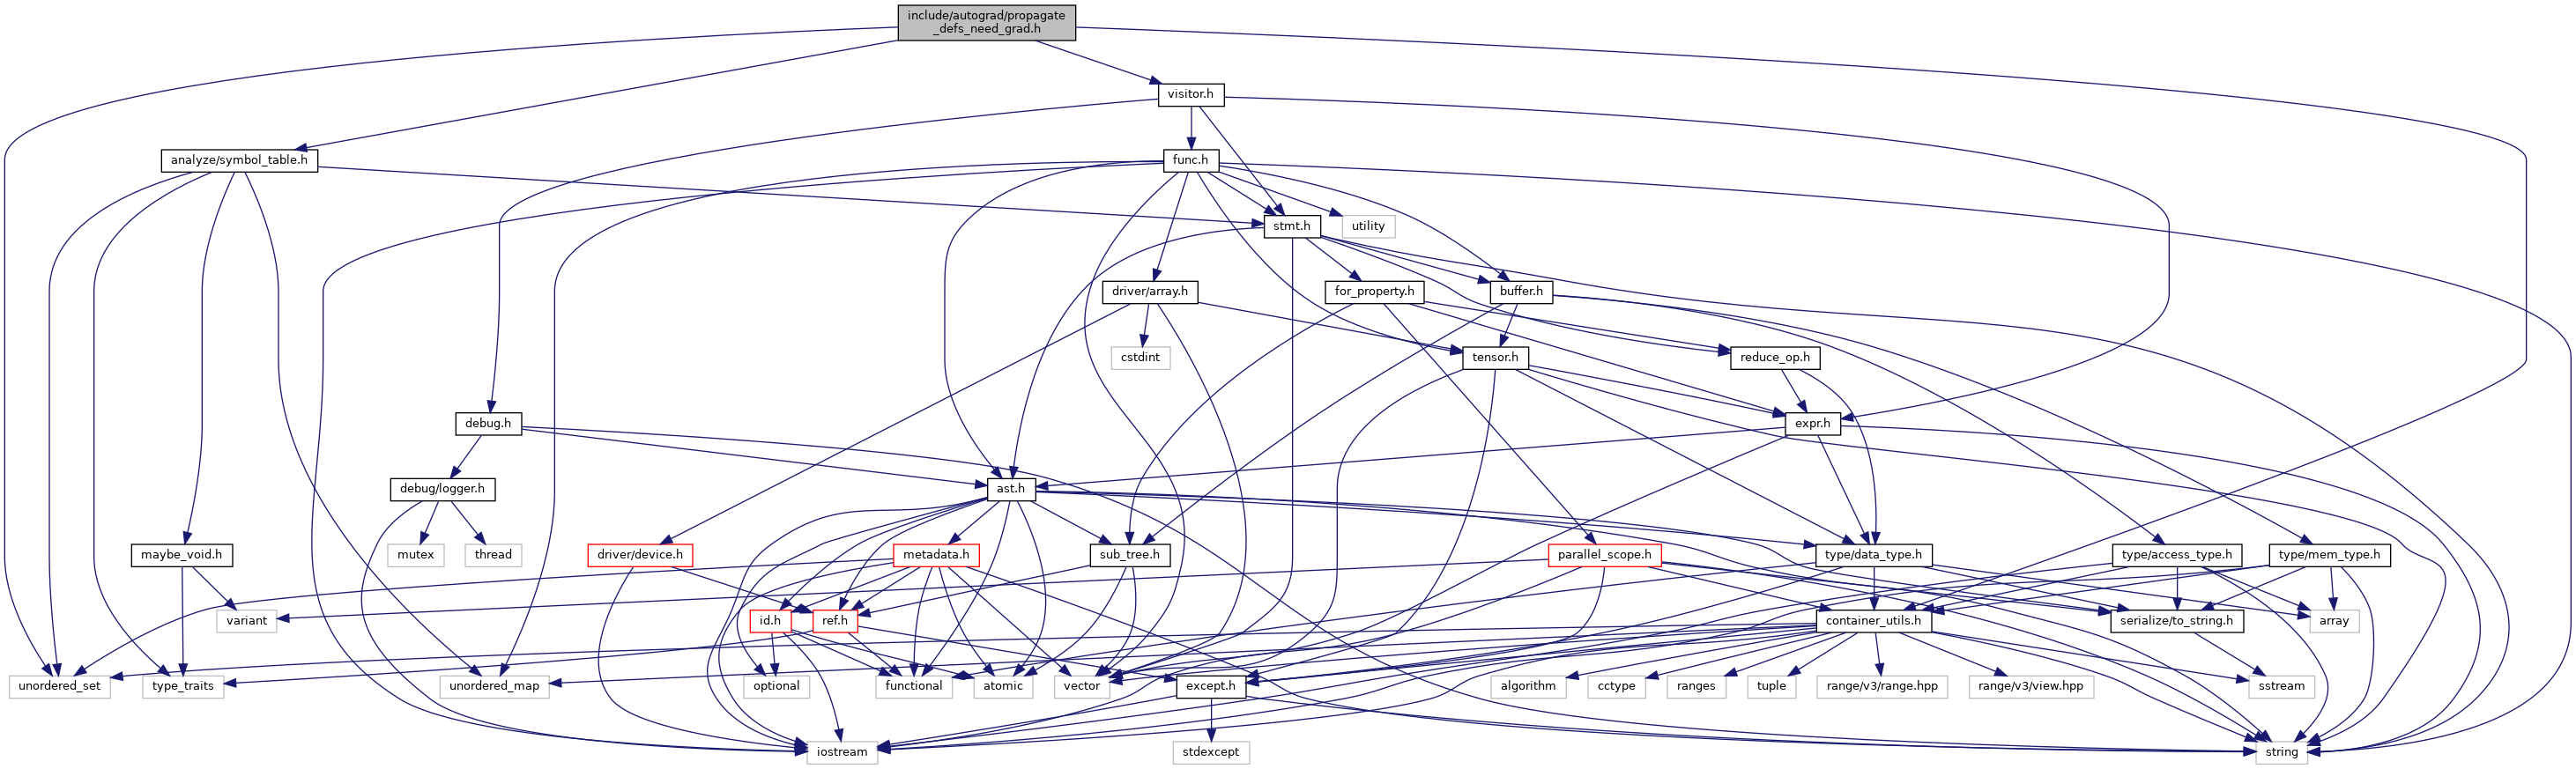 include/autograd/propagate
_defs_need_grad.h
visitor.h
analyze/symbol_table.h
func.h
stmt.h
utility
driver/array.h
for_property.h
buffer.h
cstdint
tensor.h
reduce_op.h
debug.h
expr.h
debug/logger.h
ast.h
mutex
thread
maybe_void.h
driver/device.h
metadata.h
sub_tree.h
parallel_scope.h
type/data_type.h
type/access_type.h
type/mem_type.h
variant
id.h
ref.h
container_utils.h
serialize/to_string.h
array
unordered_set
type_traits
unordered_map
optional
functional
atomic
vector
except.h
algorithm
cctype
ranges
tuple
range/v3/range.hpp
range/v3/view.hpp
sstream
iostream
stdexcept
string